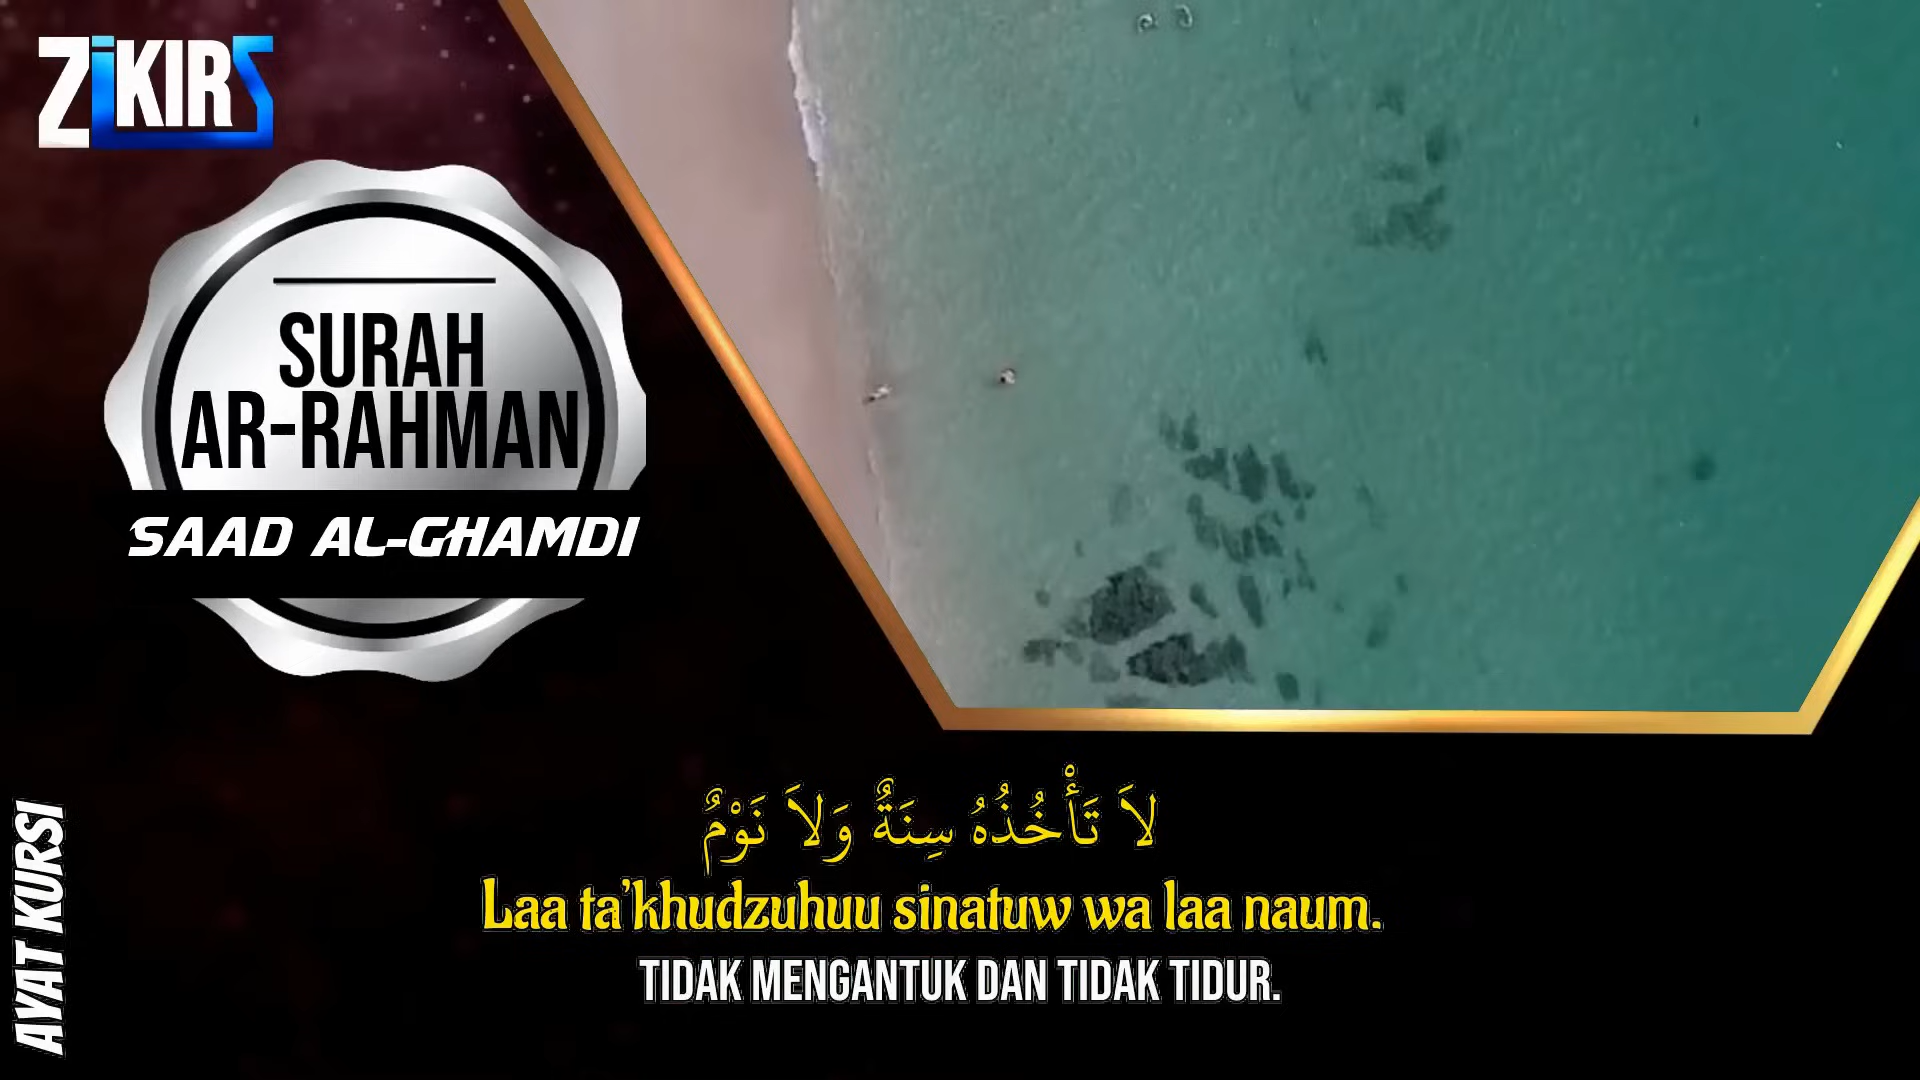 ZiKIRS
SURAH
AR-RAHMAN
SAAD AL-GHAMDI
AYAT KURSI
لاَ تَأْخُذُهُ سِنَةٌ وَلاَ نَوْمٌ
Laa ta'khudzuhuu sinatuw wa laa naum.
TIDAK MENGANTUK DAN TIDAK TIDUR.